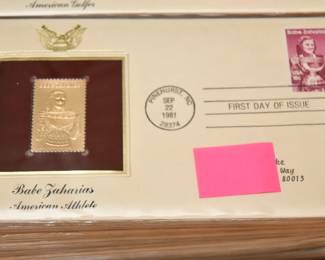 American Golfer
Babe Zaharias
PINEHURST, NC
SEP
22
1981
28374
FIRST DAY OF ISSUE
Way
80015
Babe Zaharias
American Athlete